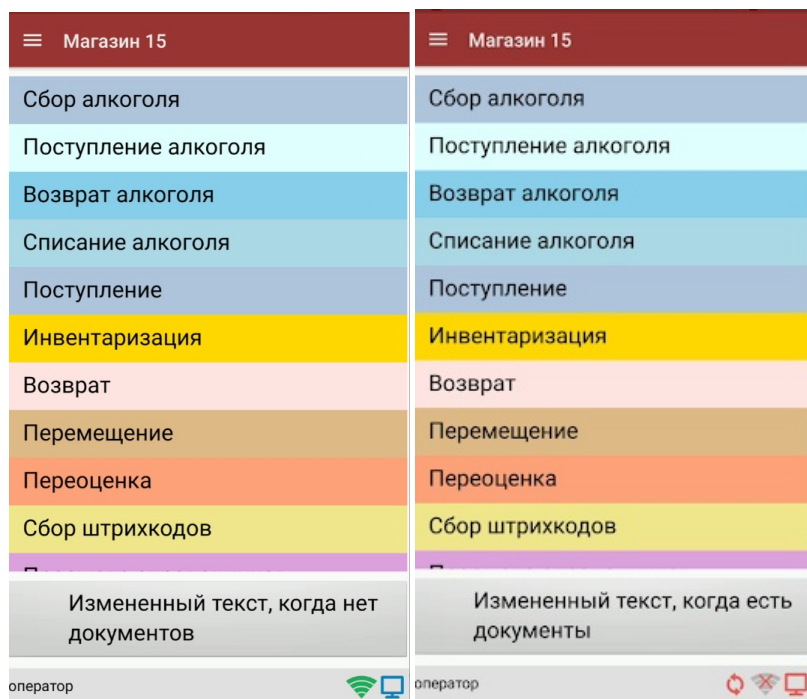 Магазин 15
Сбор алкоголя
Поступление алкоголя
Возврат алкоголя
Списание алкоголя
Поступление
Инвентаризация
Возврат
Перемещение
Переоценка
Сбор штрихкодов
Измененный текст, когда нет
документов
оператор
Магазин 15
Сбор алкоголя
Поступление алкоголя
Возврат алкоголя
Списание алкоголя
Поступление
Инвентаризация
Возврат
Перемещение
Переоценка
Сбор штрихкодов
Измененный текст, когда есть
документы
оператор